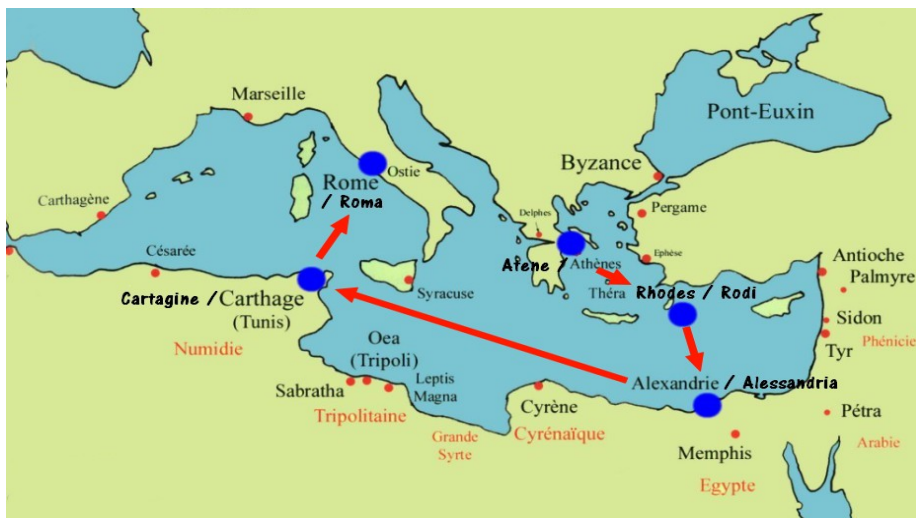 Marseille
Pont-Euxin
Byzance
Ostie
Rome
/ Roma
Carthagène
Delphes
Pergame
Césarée
Atene /
Athènes
Ephèse
Antioche
Palmyre
Cartagine / Carthage
(Tunis)
Syracuse
Théra
Rhodes / Rodi
Sidon
Tyr
Phénicie
Numidie
Oea
(Tripoli)
Sabratha
Leptis
Magna
Tripolitaine
Grande
Syrte
Cyrène
Cyrénaïque
Alexandrie / Alessandria
Memphis
Egypte
Pétra
Arabie